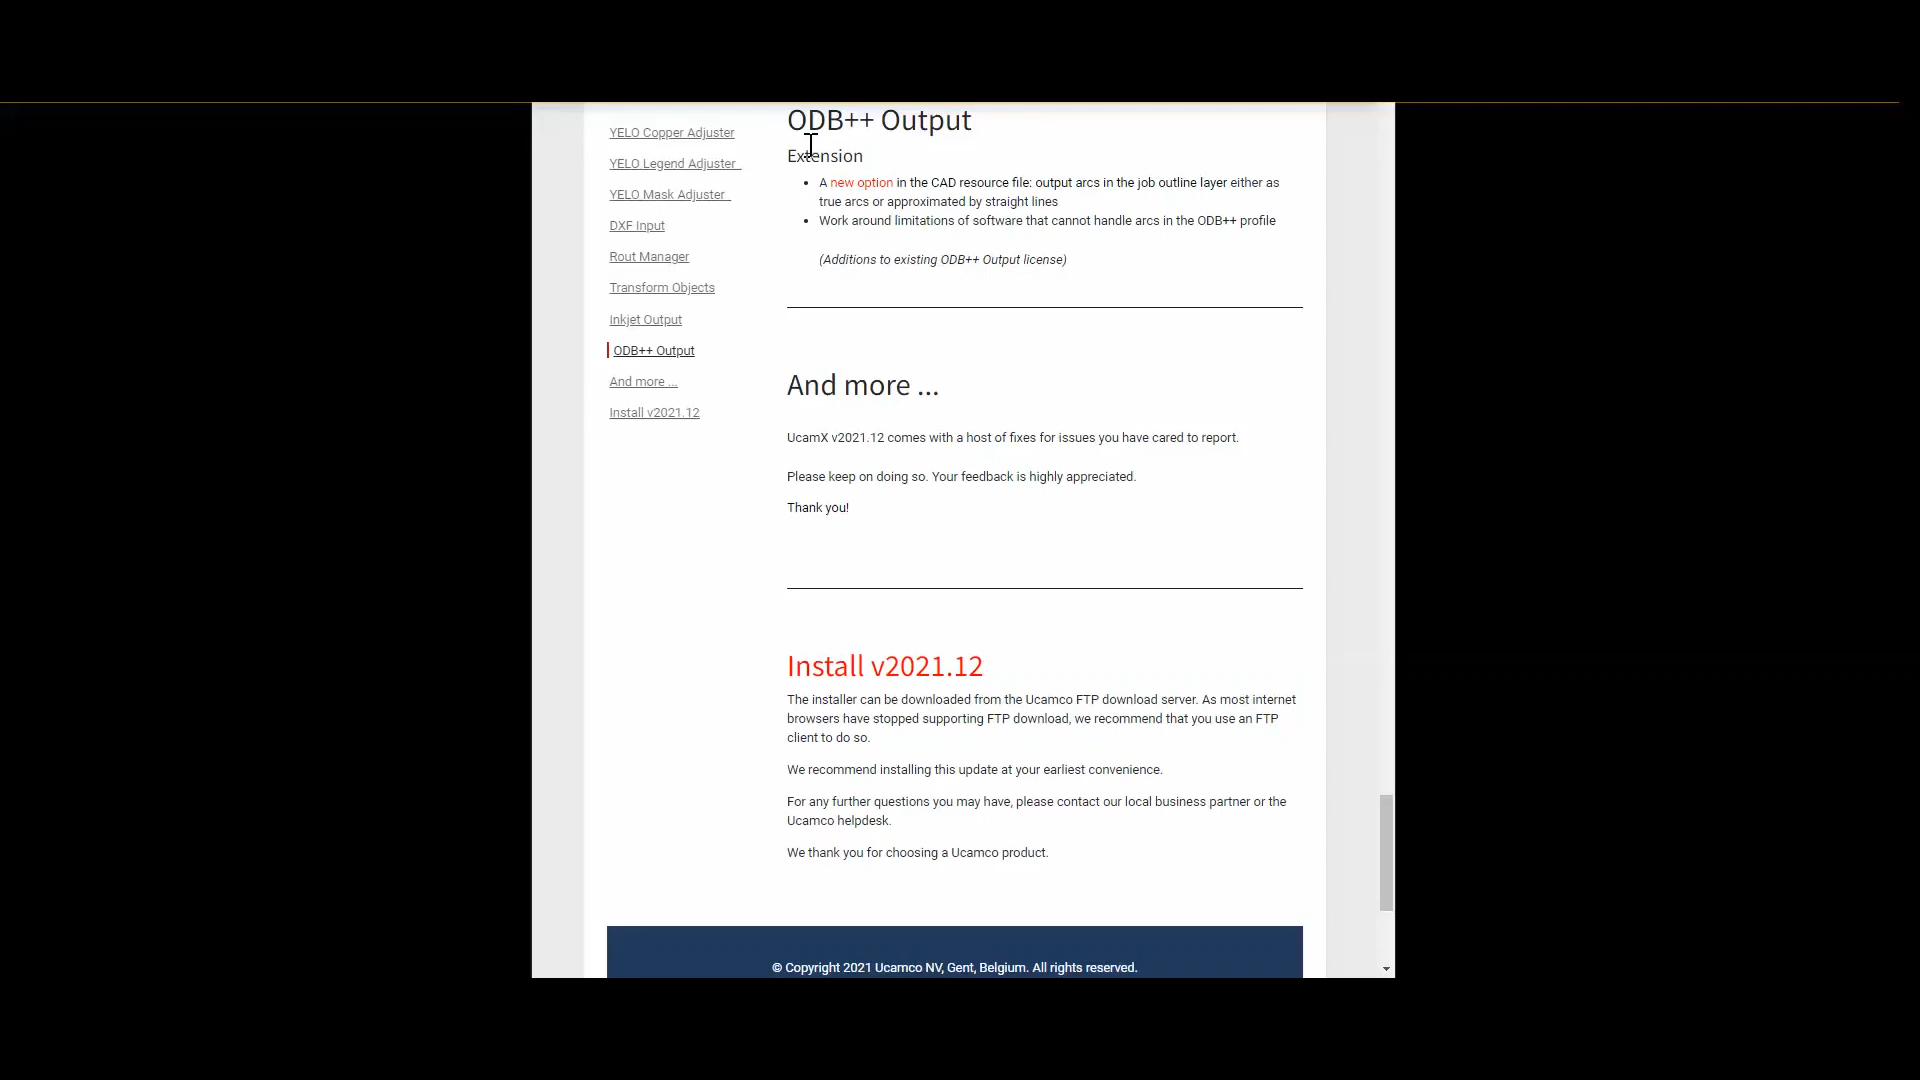 YELO Copper Adjuster
YELO Legend Adjuster
YELO Mask Adjuster
DXF Input
Rout Manager
Transform Objects
Inkjet Output
ODB++ Output
And more ...
Install v2021.12
ODB++ Output
Extension
• A new option in the CAD resource file: output arcs in the job outline layer either as
true arcs or approximated by straight lines
• Work around limitations of software that cannot handle arcs in the ODB++ profile
(Additions to existing ODB++ Output license)
And more ...
UcamX v2021.12 comes with a host of fixes for issues you have cared to report.
Please keep on doing so. Your feedback is highly appreciated.
Thank you!
Install v2021.12
The installer can be downloaded from the Ucamco FTP download server. As most internet
browsers have stopped supporting FTP download, we recommend that you use an FTP
client to do so.
We recommend installing this update at your earliest convenience.
For any further questions you may have, please contact our local business partner or the
Ucamco helpdesk.
We thank you for choosing a Ucamco product.
© Copyright 2021 Ucamco NV, Gent, Belgium. All rights reserved.